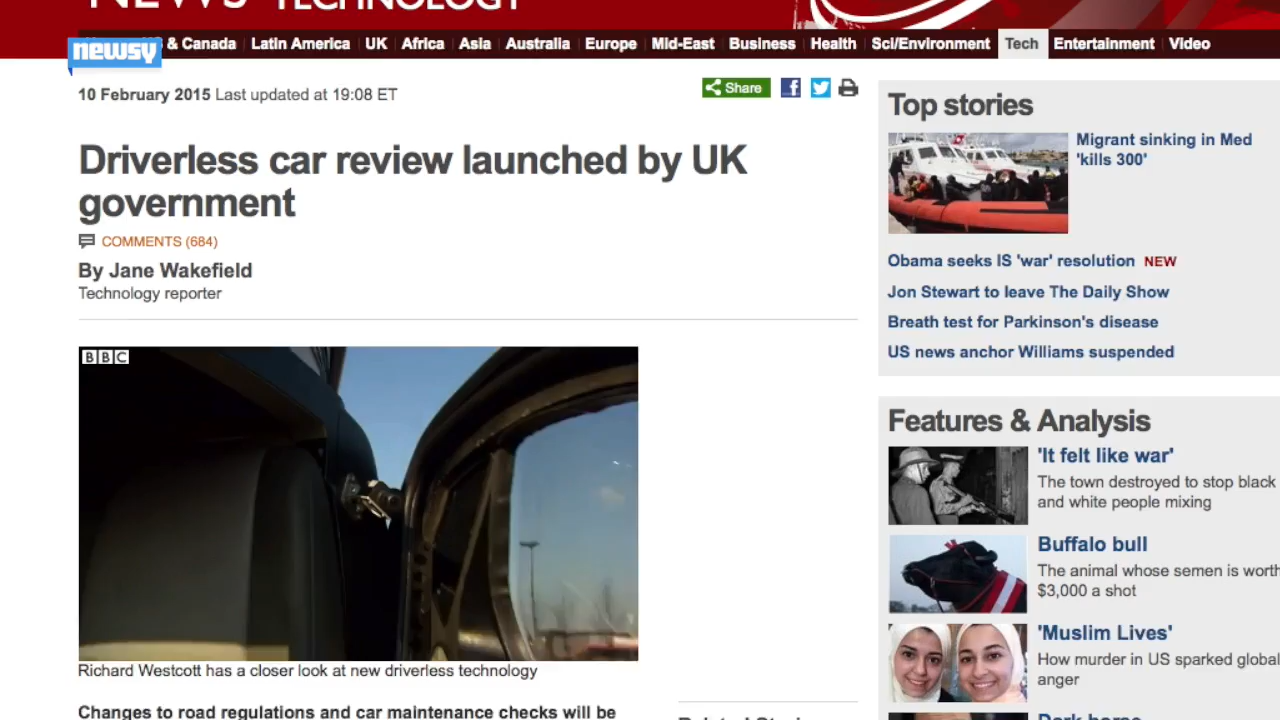 NEWS TECHNOLOGY
newsy
& Canada Latin America UK Africa Asia Australia Europe Mid-East Business Health Sci/Environment Tech Entertainment Video
10 February 2015 Last updated at 19:08 ET
Share f
Driverless car review launched by UK
government
COMMENTS (684)
By Jane Wakefield
Technology reporter
BBC
Richard Westcott has a closer look at new driverless technology
Changes to road regulations and car maintenance checks will be
Top stories
Migrant sinking in Med
'kills 300'
Obama seeks IS 'war' resolution NEW
Jon Stewart to leave The Daily Show
Breath test for Parkinson's disease
US news anchor Williams suspended
Features & Analysis
'It felt like war'
The town destroyed to stop black
and white people mixing
Buffalo bull
The animal whose semen is worth
$3,000 a shot
'Muslim Lives'
How murder in US sparked global
anger
Dark horse